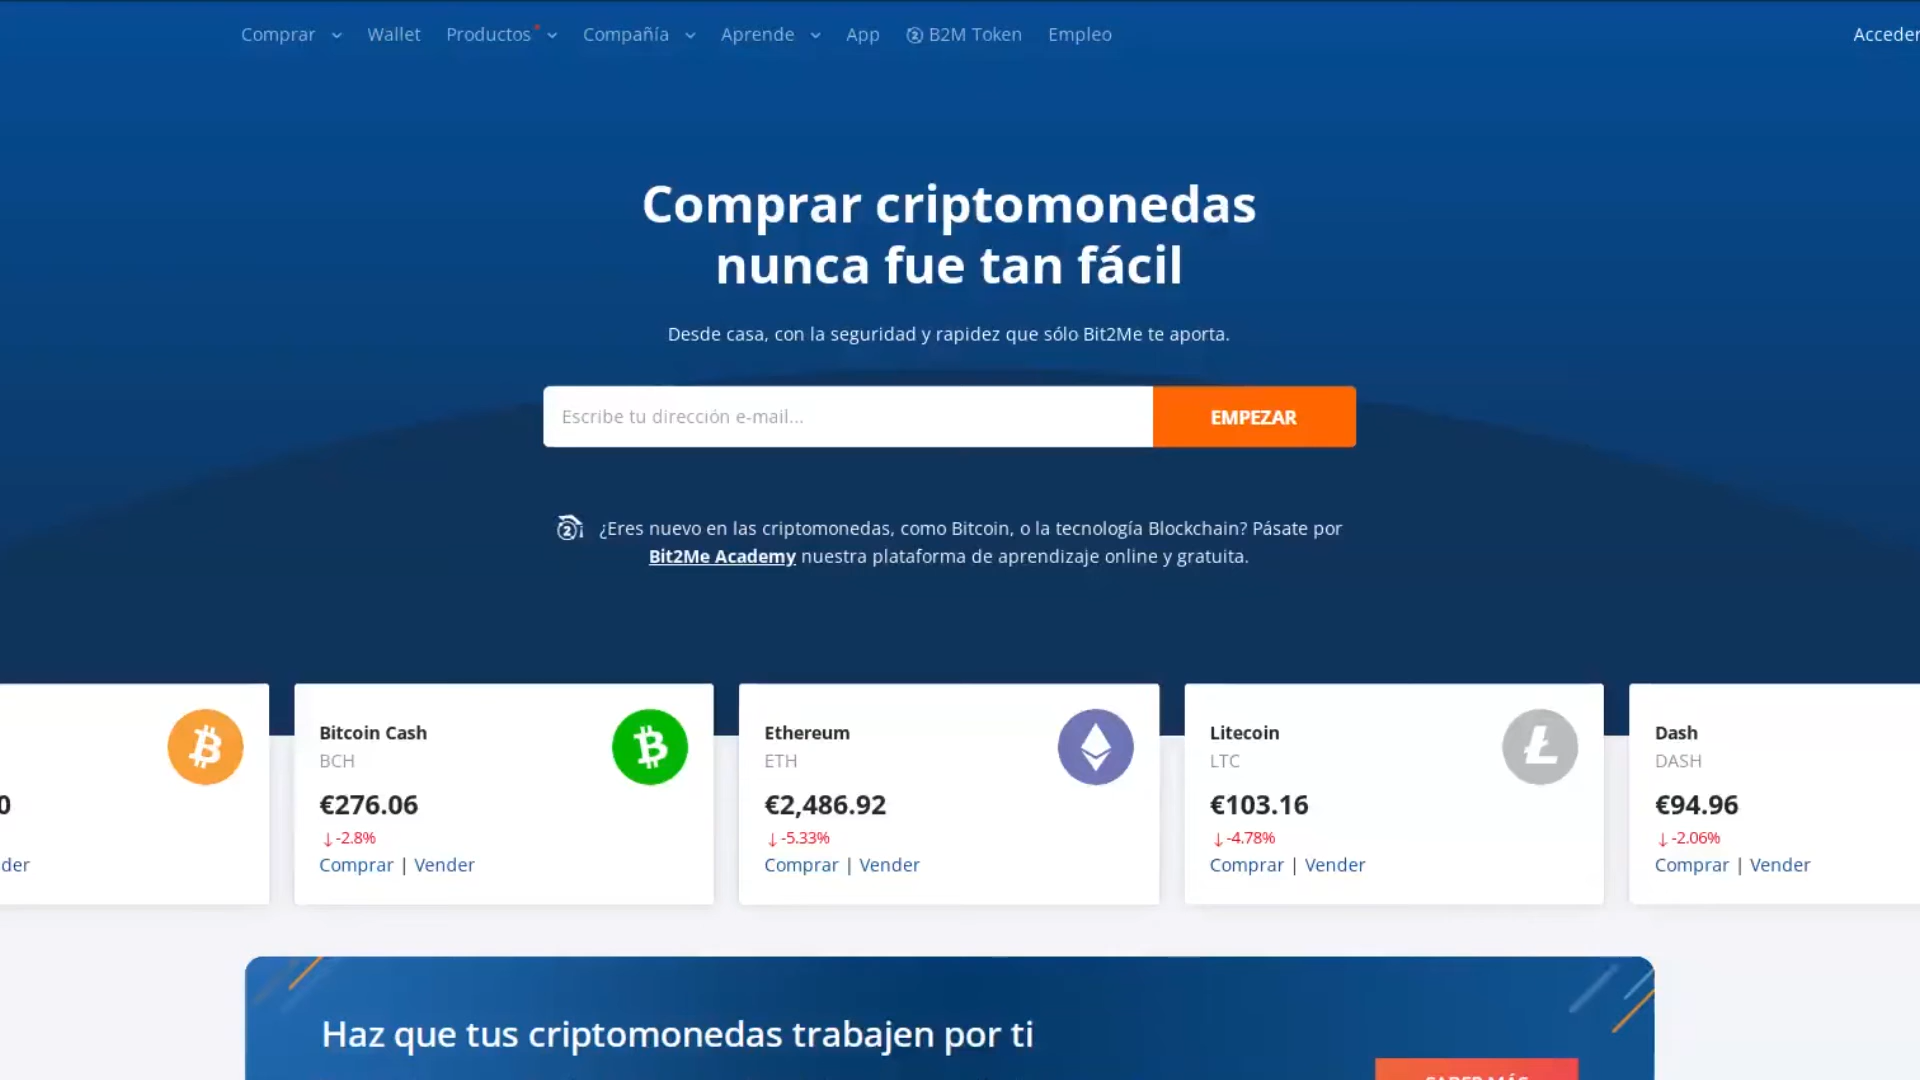 Comprar Wallet Productos Compañía Aprende App B2M Token Empleo Acceder
Comprar criptomonedas
nunca fue tan fácil
Desde casa, con la seguridad y rapidez que sólo Bit2Me te aporta.
Escribe tu dirección e-mail... EMPEZAR
¿Eres nuevo en las criptomonedas, como Bitcoin, o la tecnología Blockchain? Pásate por
Bit2Me Academy nuestra plataforma de aprendizaje online y gratuita.
0
der
Bitcoin Cash
BCH
€276.06
↓-2.8%
Comprar | Vender
Ethereum
ETH
€2,486.92
↓-5.33%
Comprar | Vender
Litecoin
LTC
€103.16
↓-4.78%
Comprar | Vender
Dash
DASH
€94.96
↓-2.06%
Comprar | Vender
Haz que tus criptomonedas trabajen por ti
SABER MÁS